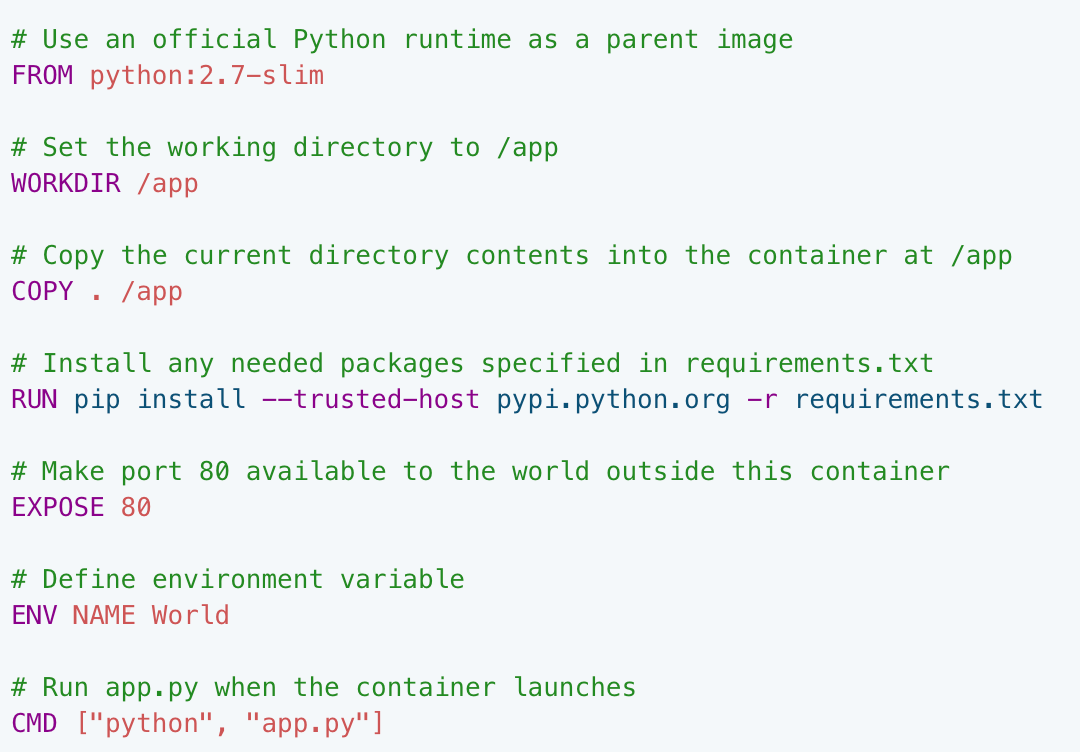 # Use an official Python runtime as a parent image
FROM python:2.7-slim
# Set the working directory to /app
WORKDIR /app
# Copy the current directory contents into the container at /app
COPY . /app
# Install any needed packages specified in requirements.txt
RUN pip install --trusted-host pypi.python.org -r requirements.txt
# Make port 80 available to the world outside this container
EXPOSE 80
# Define environment variable
ENV NAME World
# Run app.py when the container launches
CMD ["python", "app.py"]